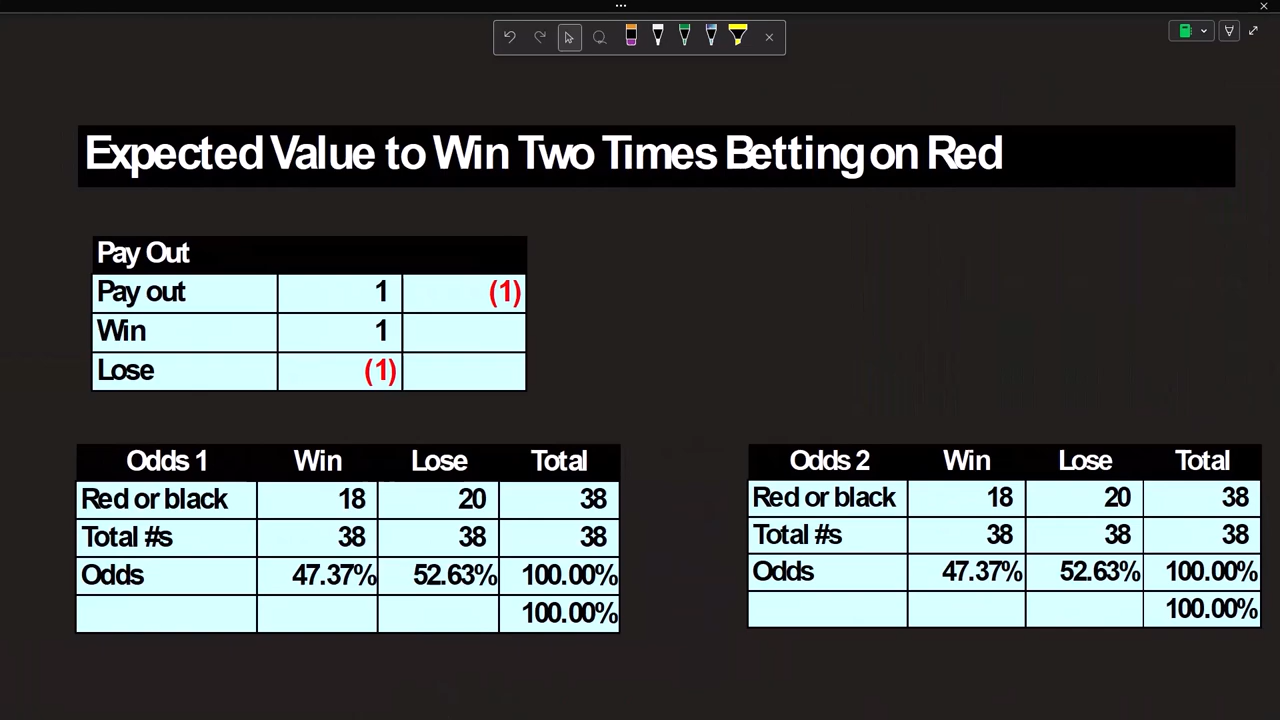 Expected Value to Win Two Times Betting on Red
Pay Out
Pay out 1 (1)
Win 1
Lose (1)
Odds 1 Win Lose Total
Red or black 18 20 38
Total #s 38 38 38
Odds 47.37% 52.63% 100.00%
100.00%
Odds 2 Win Lose Total
Red or black 18 20 38
Total #s 38 38 38
Odds 47.37% 52.63% 100.00%
100.00%